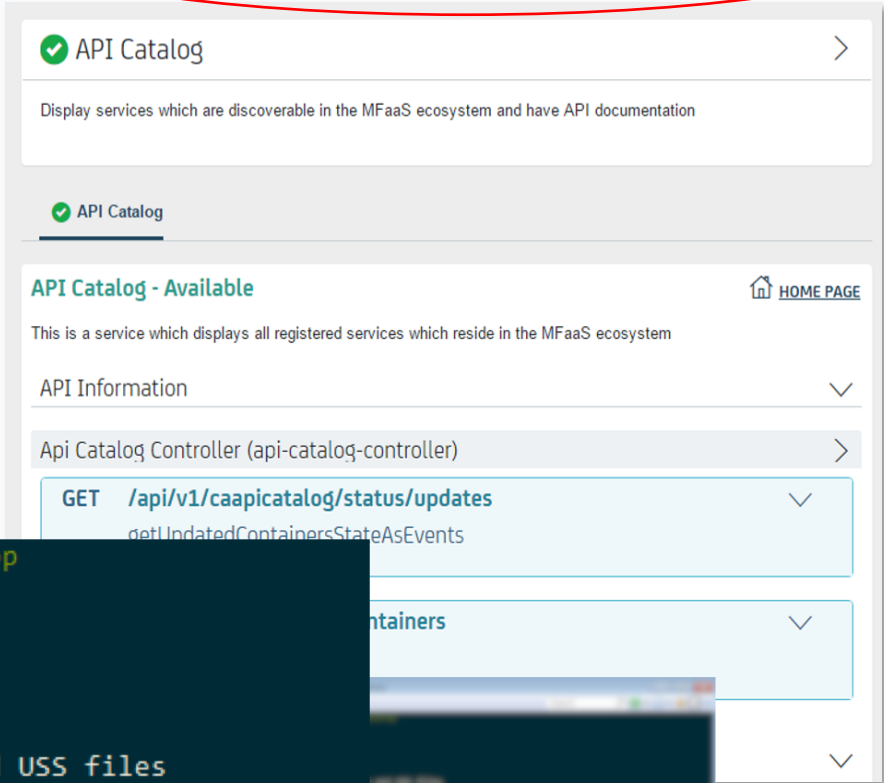 API Catalog
Display services which are discoverable in the MFaaS ecosystem and have API documentation
API Catalog
API Catalog - Available
HOME PAGE
This is a service which displays all registered services which reside in the MFaaS ecosystem
API Information
Api Catalog Controller (api-catalog-controller)
GET /api/v1/caapicatalog/status/updates
getUpdatedContainersStateAsEvents
op
ntainers
USS files